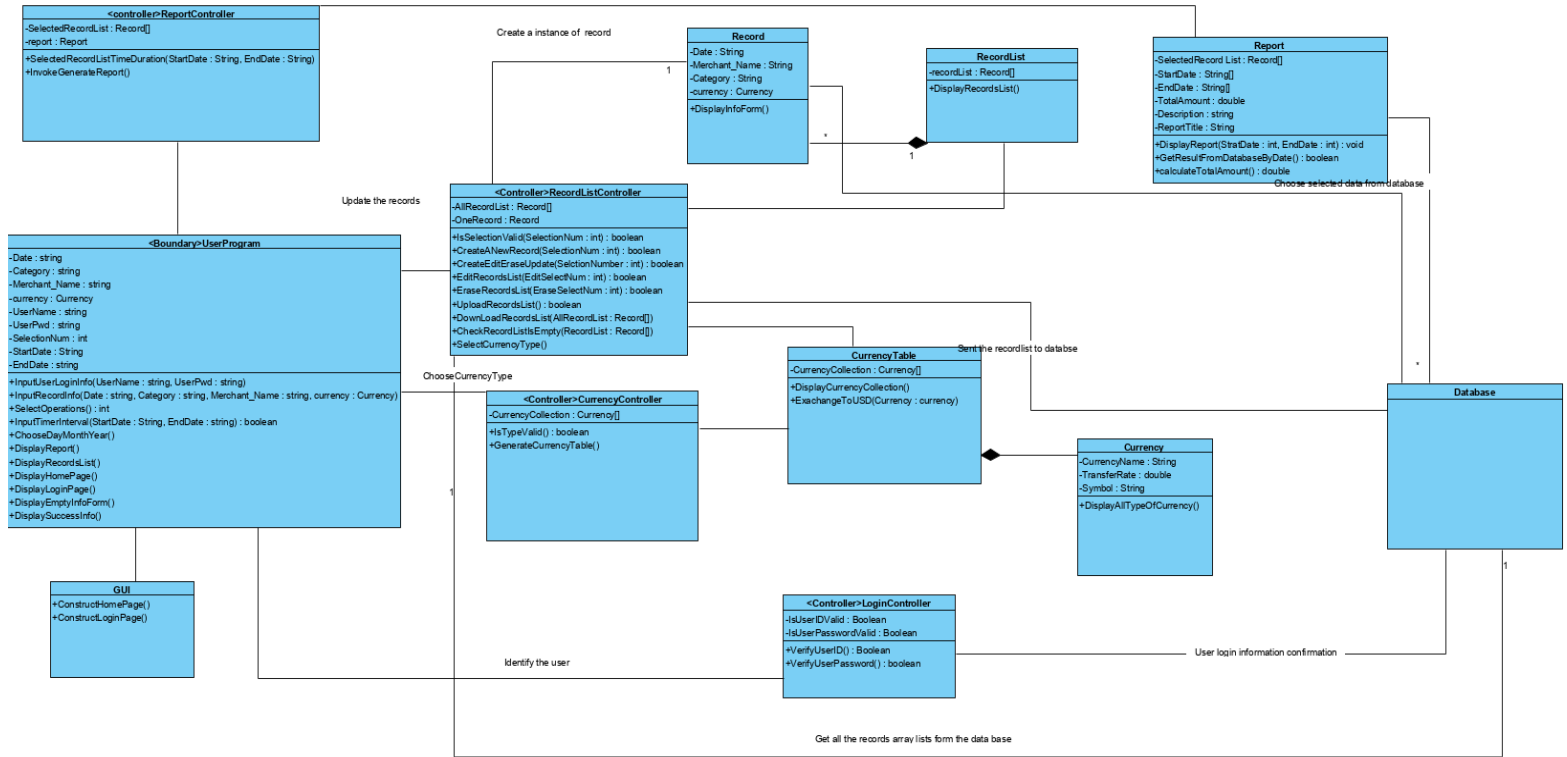 <controller>ReportController
-SelectedRecordList : Record[]
-report : Report
+SelectedRecordListTimeDuration(StartDate : String, EndDate : String)
+InvokeGenerateReport()
Create a instance of record
1
Record
-Date : String
-Merchant_Name : String
-Category : String
-currency : Currency
+DisplayInfoForm()
*
1
RecordList
-recordList : Record[]
+DisplayRecordsList()
Report
-SelectedRecord List : Record[]
-StartDate : String[]
-EndDate : String[]
-TotalAmount : double
-Description : string
-ReportTitle : String
+DisplayReport(StratDate : int, EndDate : int) : void
+GetResultFromDatabaseByDate() : boolean
+calculateTotalAmount() : double
Choose selected data from database
Update the records
<Controller>RecordListController
-AllRecordList : Record[]
-OneRecord : Record
+IsSelectionValid(SelectionNum : int) : boolean
+CreateANewRecord(SelectionNum : int) : boolean
+CreateEditEraseUpdate(SelctionNumber : int) : boolean
+EditRecordsList(EditSelectNum : int) : boolean
+EraseRecordsList(EraseSelectNum : int) : boolean
+UploadRecordsList() : boolean
+DownLoadRecordsList(AllRecordList : Record[])
+CheckRecordListIsEmpty(RecordList : Record[])
+SelectCurrencyType()
<Boundary>UserProgram
-Date : string
-Category : string
-Merchant_Name : string
-currency : Currency
-UserName : string
-UserPwd : string
-SelectionNum : int
-StartDate : String
-EndDate : string
+InputUserLoginInfo(UserName : string, UserPwd : string)
+InputRecordInfo(Date : string, Category : string, Merchant_Name : string, currency : Currency)
+SelectOperations() : int
+InputTimerInterval(StartDate : String, EndDate : string) : boolean
+ChooseDayMonthYear()
+DisplayReport()
+DisplayRecordsList()
+DisplayHomePage()
+DisplayLoginPage()
+DisplayEmptyInfoForm()
+DisplaySuccessInfo()
ChooseCurrencyType
<Controller>CurrencyController
-CurrencyCollection : Currency[]
+IsTypeValid() : boolean
+GenerateCurrencyTable()
1
Sent the recordlist to databse
CurrencyTable
-CurrencyCollection : Currency[]
+DisplayCurrencyCollection()
+ExachangeToUSD(Currency : currency)
*
Database
Currency
-CurrencyName : String
-TransferRate : double
-Symbol : String
+DisplayAllTypeOfCurrency()
1
GUI
+ConstructHomePage()
+ConstructLoginPage()
<Controller>LoginController
-IsUserIDValid : Boolean
-IsUserPasswordValid : Boolean
+VerifyUserID() : Boolean
+VerifyUserPassword() : boolean
Identify the user
User login information confirmation
Get all the records array lists form the data base